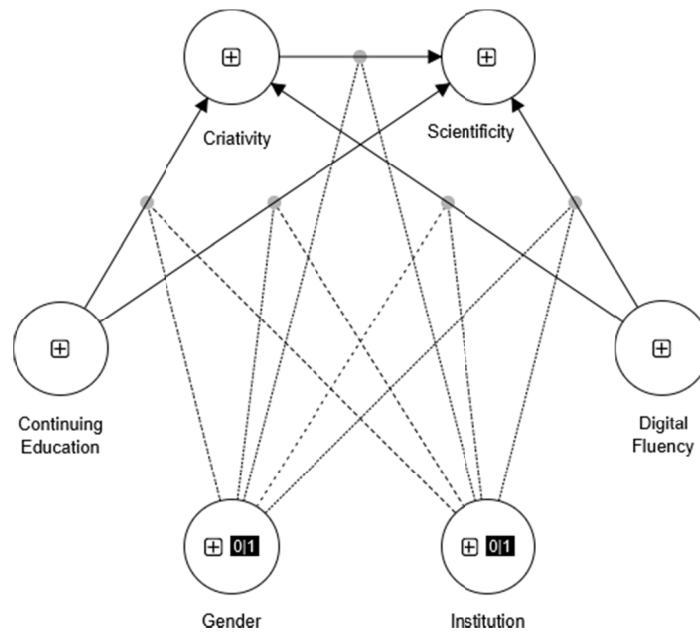 Criativity
Scientificity
Continuing
Education
Digital
Fluency
0|1
0|1
Gender
Institution